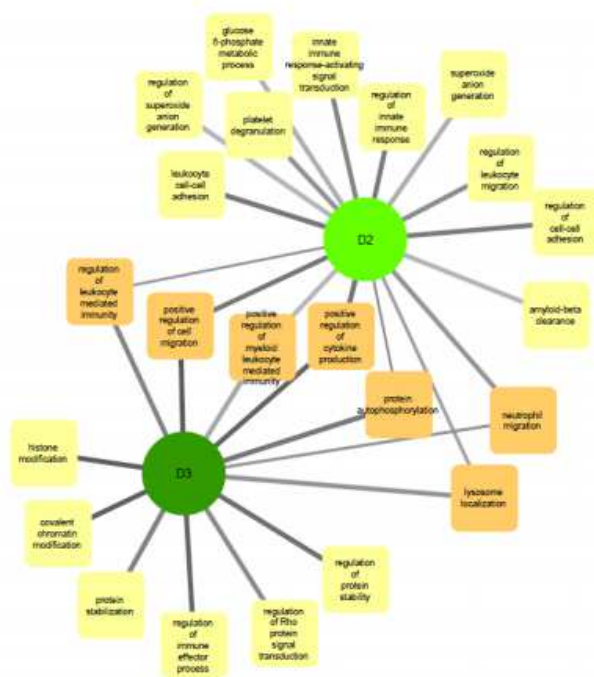 glucose
6-phosphate
metabolic
process
innate
immune
response-activating
signal
transduction
superoxide
anion
generation
regulation
of
superoxide
anion
generation
platelet
degranulation
regulation
of
innate
immune
response
leukocyte
cell-cell
adhesion
regulation
of
leukocyte
migration
regulation
of
cell-cell
adhesion
D2
regulation
of
leukocyte
mediated
immunity
positive
regulation
of cell
migration
positive
regulation
of
myeloid
leukocyte
mediated
immunity
positive
regulation
of
cytokine
production
amyloid-beta
clearance
protein
autophosphorylation
neutrophil
migration
histone
modification
D3
lysosome
localization
covalent
chromatin
modification
protein
stabilization
regulation
of
immune
effector
process
regulation
of Rho
protein
signal
transduction
regulation
of
protein
stability